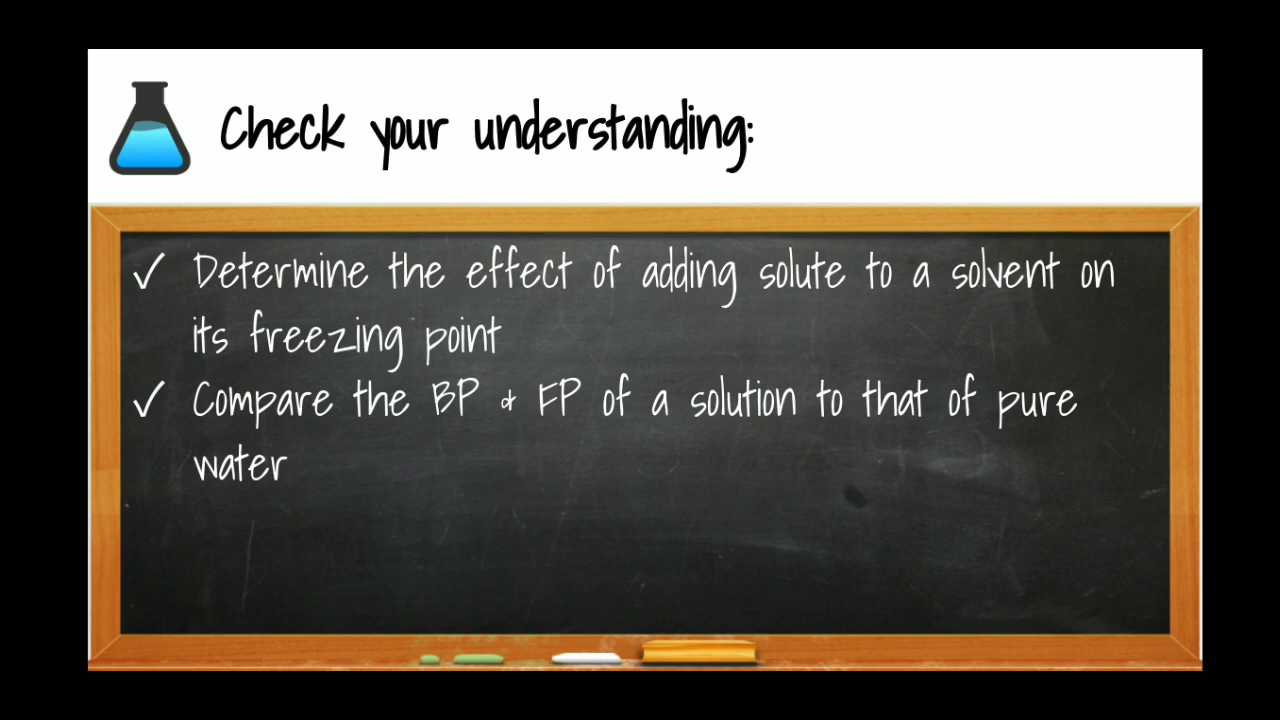 Check your understanding:
✓ Determine the effect of adding solute to a solvent on
its freezing point
✓ Compare the BP & FP of a solution to that of pure
water